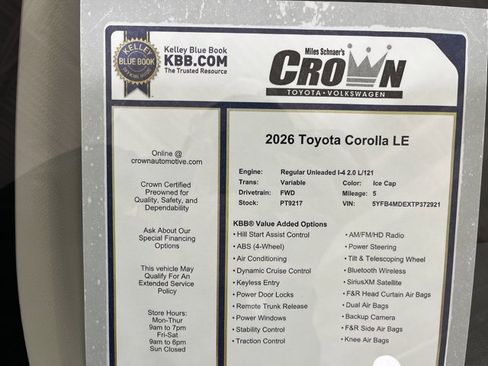 KELLEY
BLUE BOOK
Kelley Blue Book
KBB.COM
The Trusted Resource
Miles Schnaer's
CROWN
TOYOTA • VOLKSWAGEN
Online @
crownautomotive.com
Crown Certified
Preowned for
Quality, Safety, and
Dependability
Ask About Our
Special Financing
Options
This vehicle May
Qualify For An
Extended Service
Policy
Store Hours:
Mon-Thur
9am to 7pm
Fri-Sat
9am to 6pm
Sun Closed
2026 Toyota Corolla LE
Engine: Regular Unleaded I-4 2.0 L/121
Trans: Variable Color: Ice Cap
Drivetrain: FWD Mileage: 5
Stock: PT9217 VIN: 5YFB4MDEXTP372921
KBB® Value Added Options
• Hill Start Assist Control
• ABS (4-Wheel)
• Air Conditioning
• Dynamic Cruise Control
• Keyless Entry
• Power Door Locks
• Remote Trunk Release
• Power Windows
• Stability Control
• Traction Control
• AM/FM/HD Radio
• Power Steering
• Tilt & Telescoping Wheel
• Bluetooth Wireless
• SiriusXM Satellite
• F&R Head Curtain Air Bags
• Dual Air Bags
• Backup Camera
• F&R Side Air Bags
• Knee Air Bags